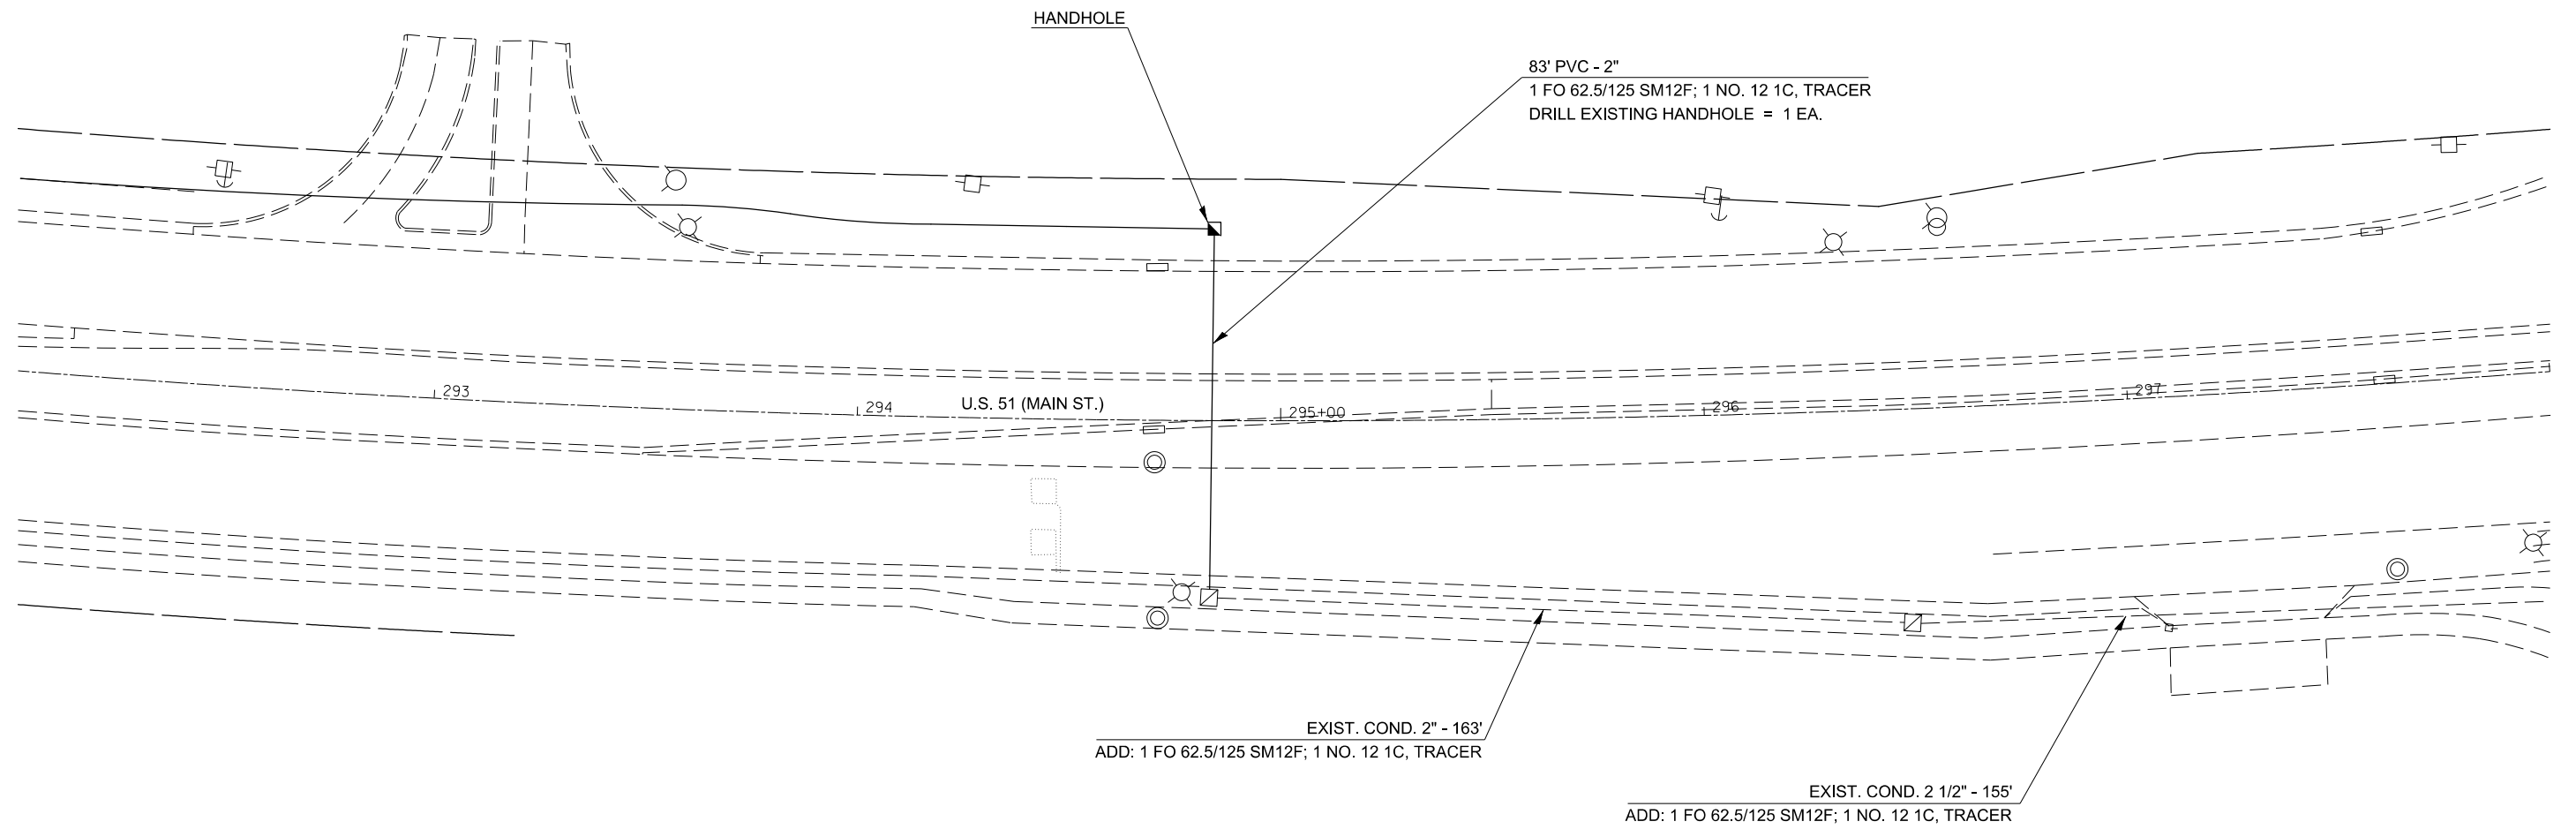 HANDHOLE
83' PVC - 2"
1 FO 62.5/125 SM12F; 1 NO. 12 1C, TRACER
DRILL EXISTING HANDHOLE = 1 EA.
293
294
U.S. 51 (MAIN ST.)
295+00
296
297
EXIST. COND. 2" - 163'
ADD: 1 FO 62.5/125 SM12F; 1 NO. 12 1C, TRACER
EXIST. COND. 2 1/2" - 155'
ADD: 1 FO 62.5/125 SM12F; 1 NO. 12 1C, TRACER